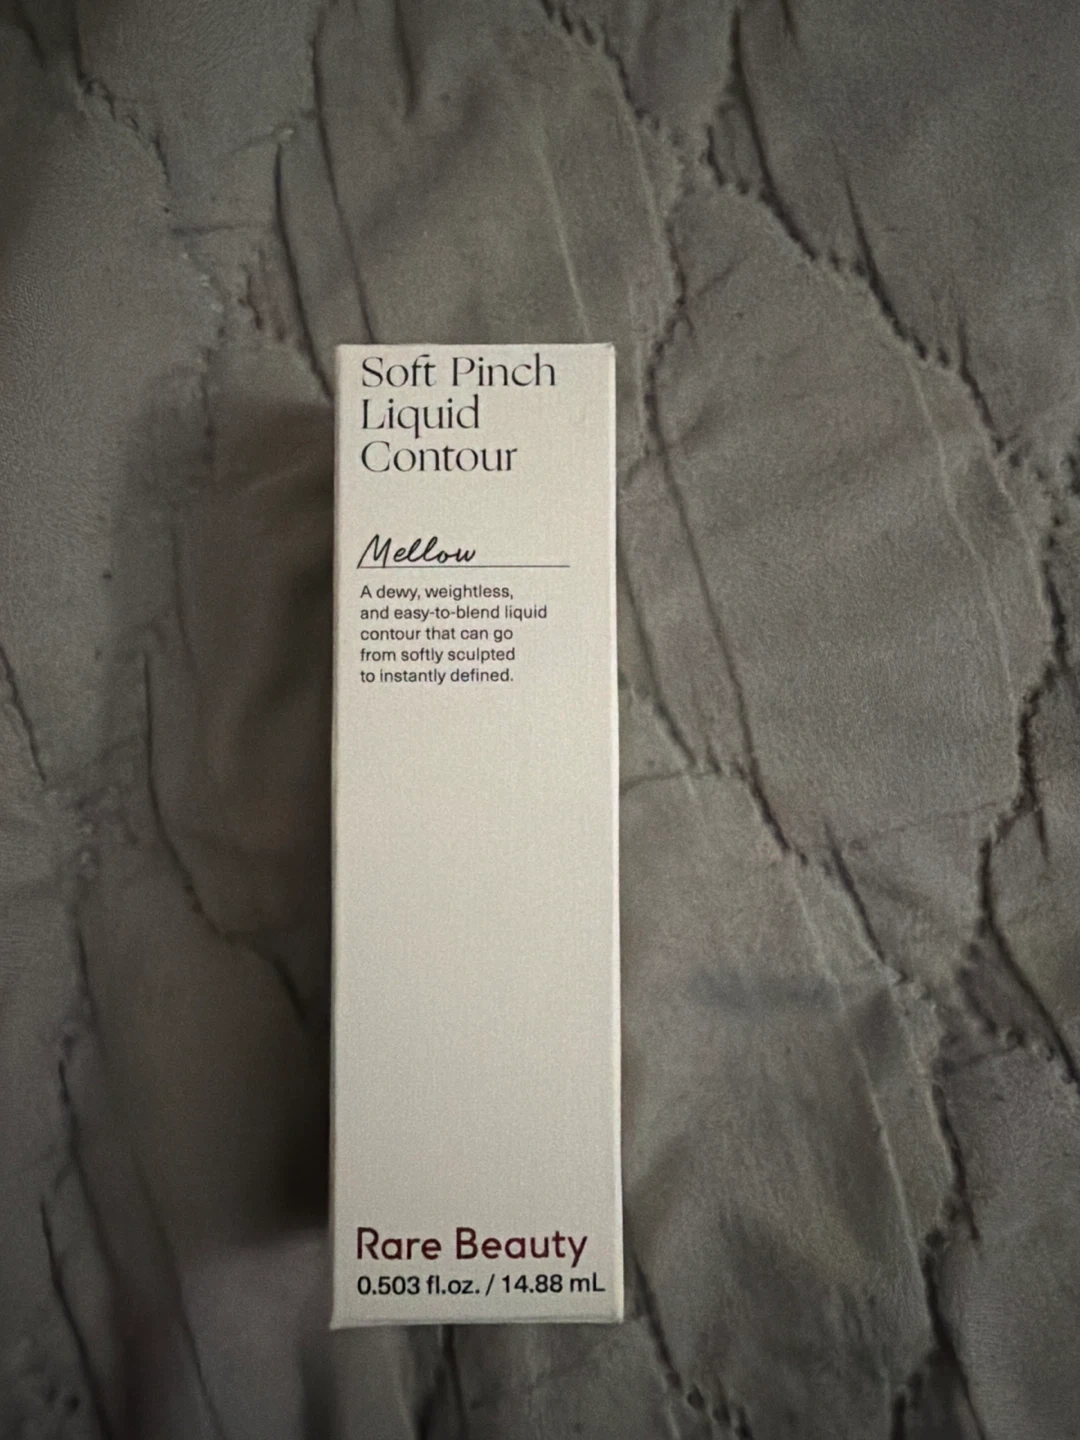 Soft Pinch
Liquid
Contour
Mellow
A dewy, weightless,
and easy-to-blend liquid
contour that can go
from softly sculpted
to instantly defined.
Rare Beauty
0.503 fl.oz. / 14.88 mL